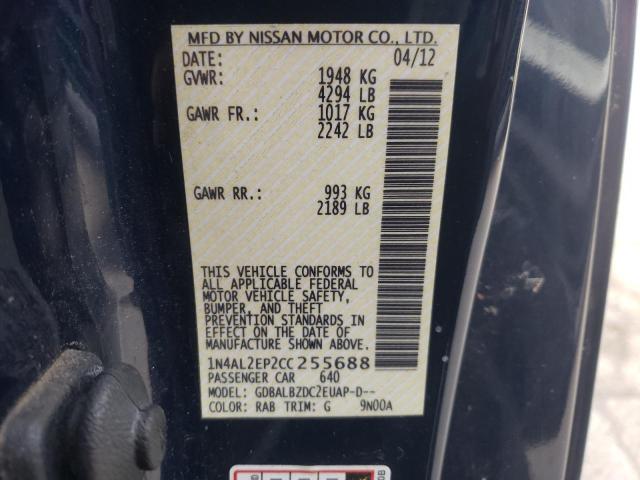 MFD BY NISSAN MOTOR CO., LTD.
DATE: 04/12
GVWR: 1948 KG
4294 LB
GAWR FR.: 1017 KG
2242 LB
GAWR RR.: 993 KG
2189 LB
THIS VEHICLE CONFORMS TO
ALL APPLICABLE FEDERAL
MOTOR VEHICLE SAFETY,
BUMPER, AND THEFT
PREVENTION STANDARDS IN
EFFECT ON THE DATE OF
MANUFACTURE SHOWN ABOVE.
1N4AL2EP2CC255688
PASSENGER CAR 640
MODEL: GDBALBZDC2EUAP-D--
COLOR: RAB TRIM: G 9N00A